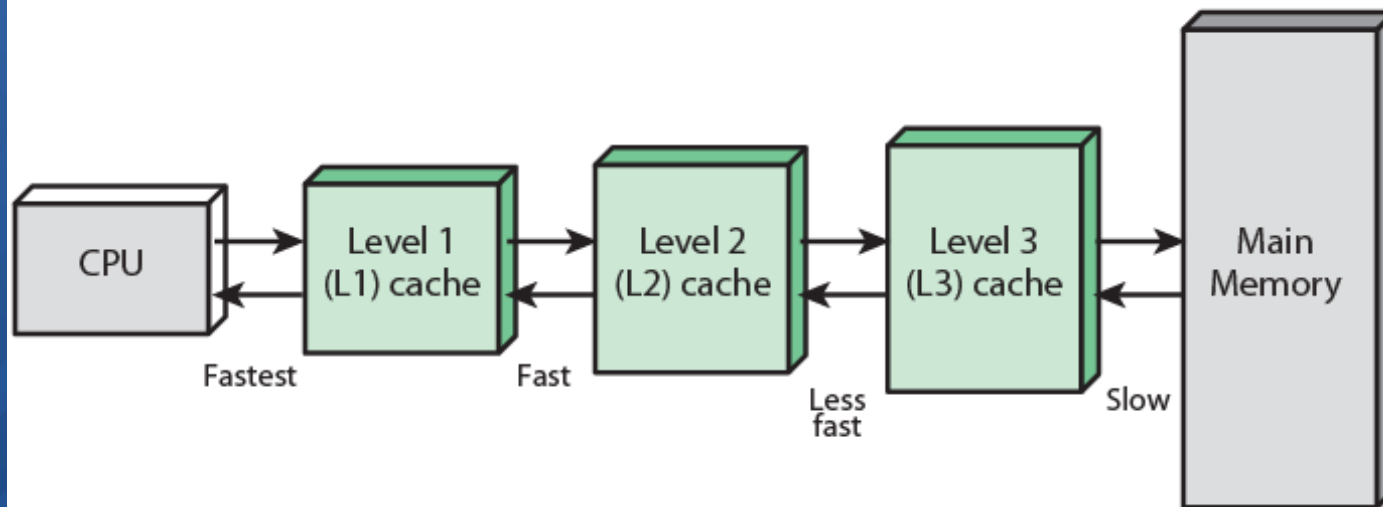 CPU
Level 1
(L1) cache
Level 2
(L2) cache
Level 3
(L3) cache
Main
Memory
Fastest
Fast
Less
fast
Slow